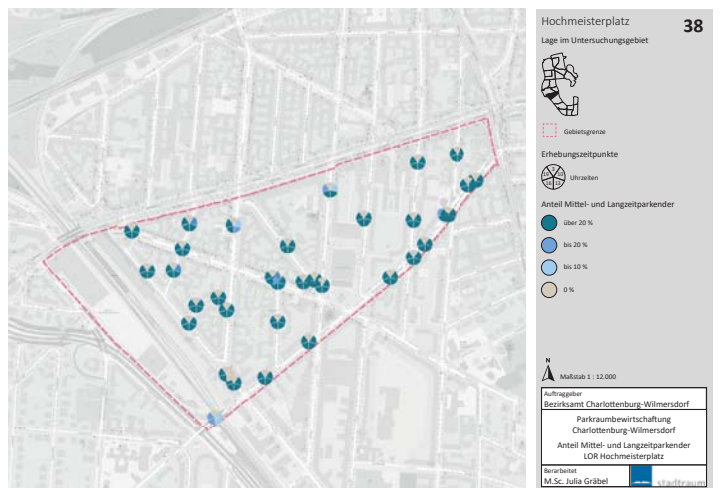 Hochmeisterplatz
38
Lage im Untersuchungsgebiet
Gebietsgrenze
Erhebungszeitpunkte
Uhrzeiten
Anteil Mittel- und Langzeitparkender
über 20 %
bis 20 %
bis 10 %
0 %
N
Maßstab 1 : 12.000
Auftraggeber
Bezirksamt Charlottenburg-Wilmersdorf
Parkraumbewirtschaftung
Charlottenburg-Wilmersdorf
Anteil Mittel- und Langzeitparkender
LOR Hochmeisterplatz
Berarbeitet
M.Sc. Julia Gräbel
stadtraum